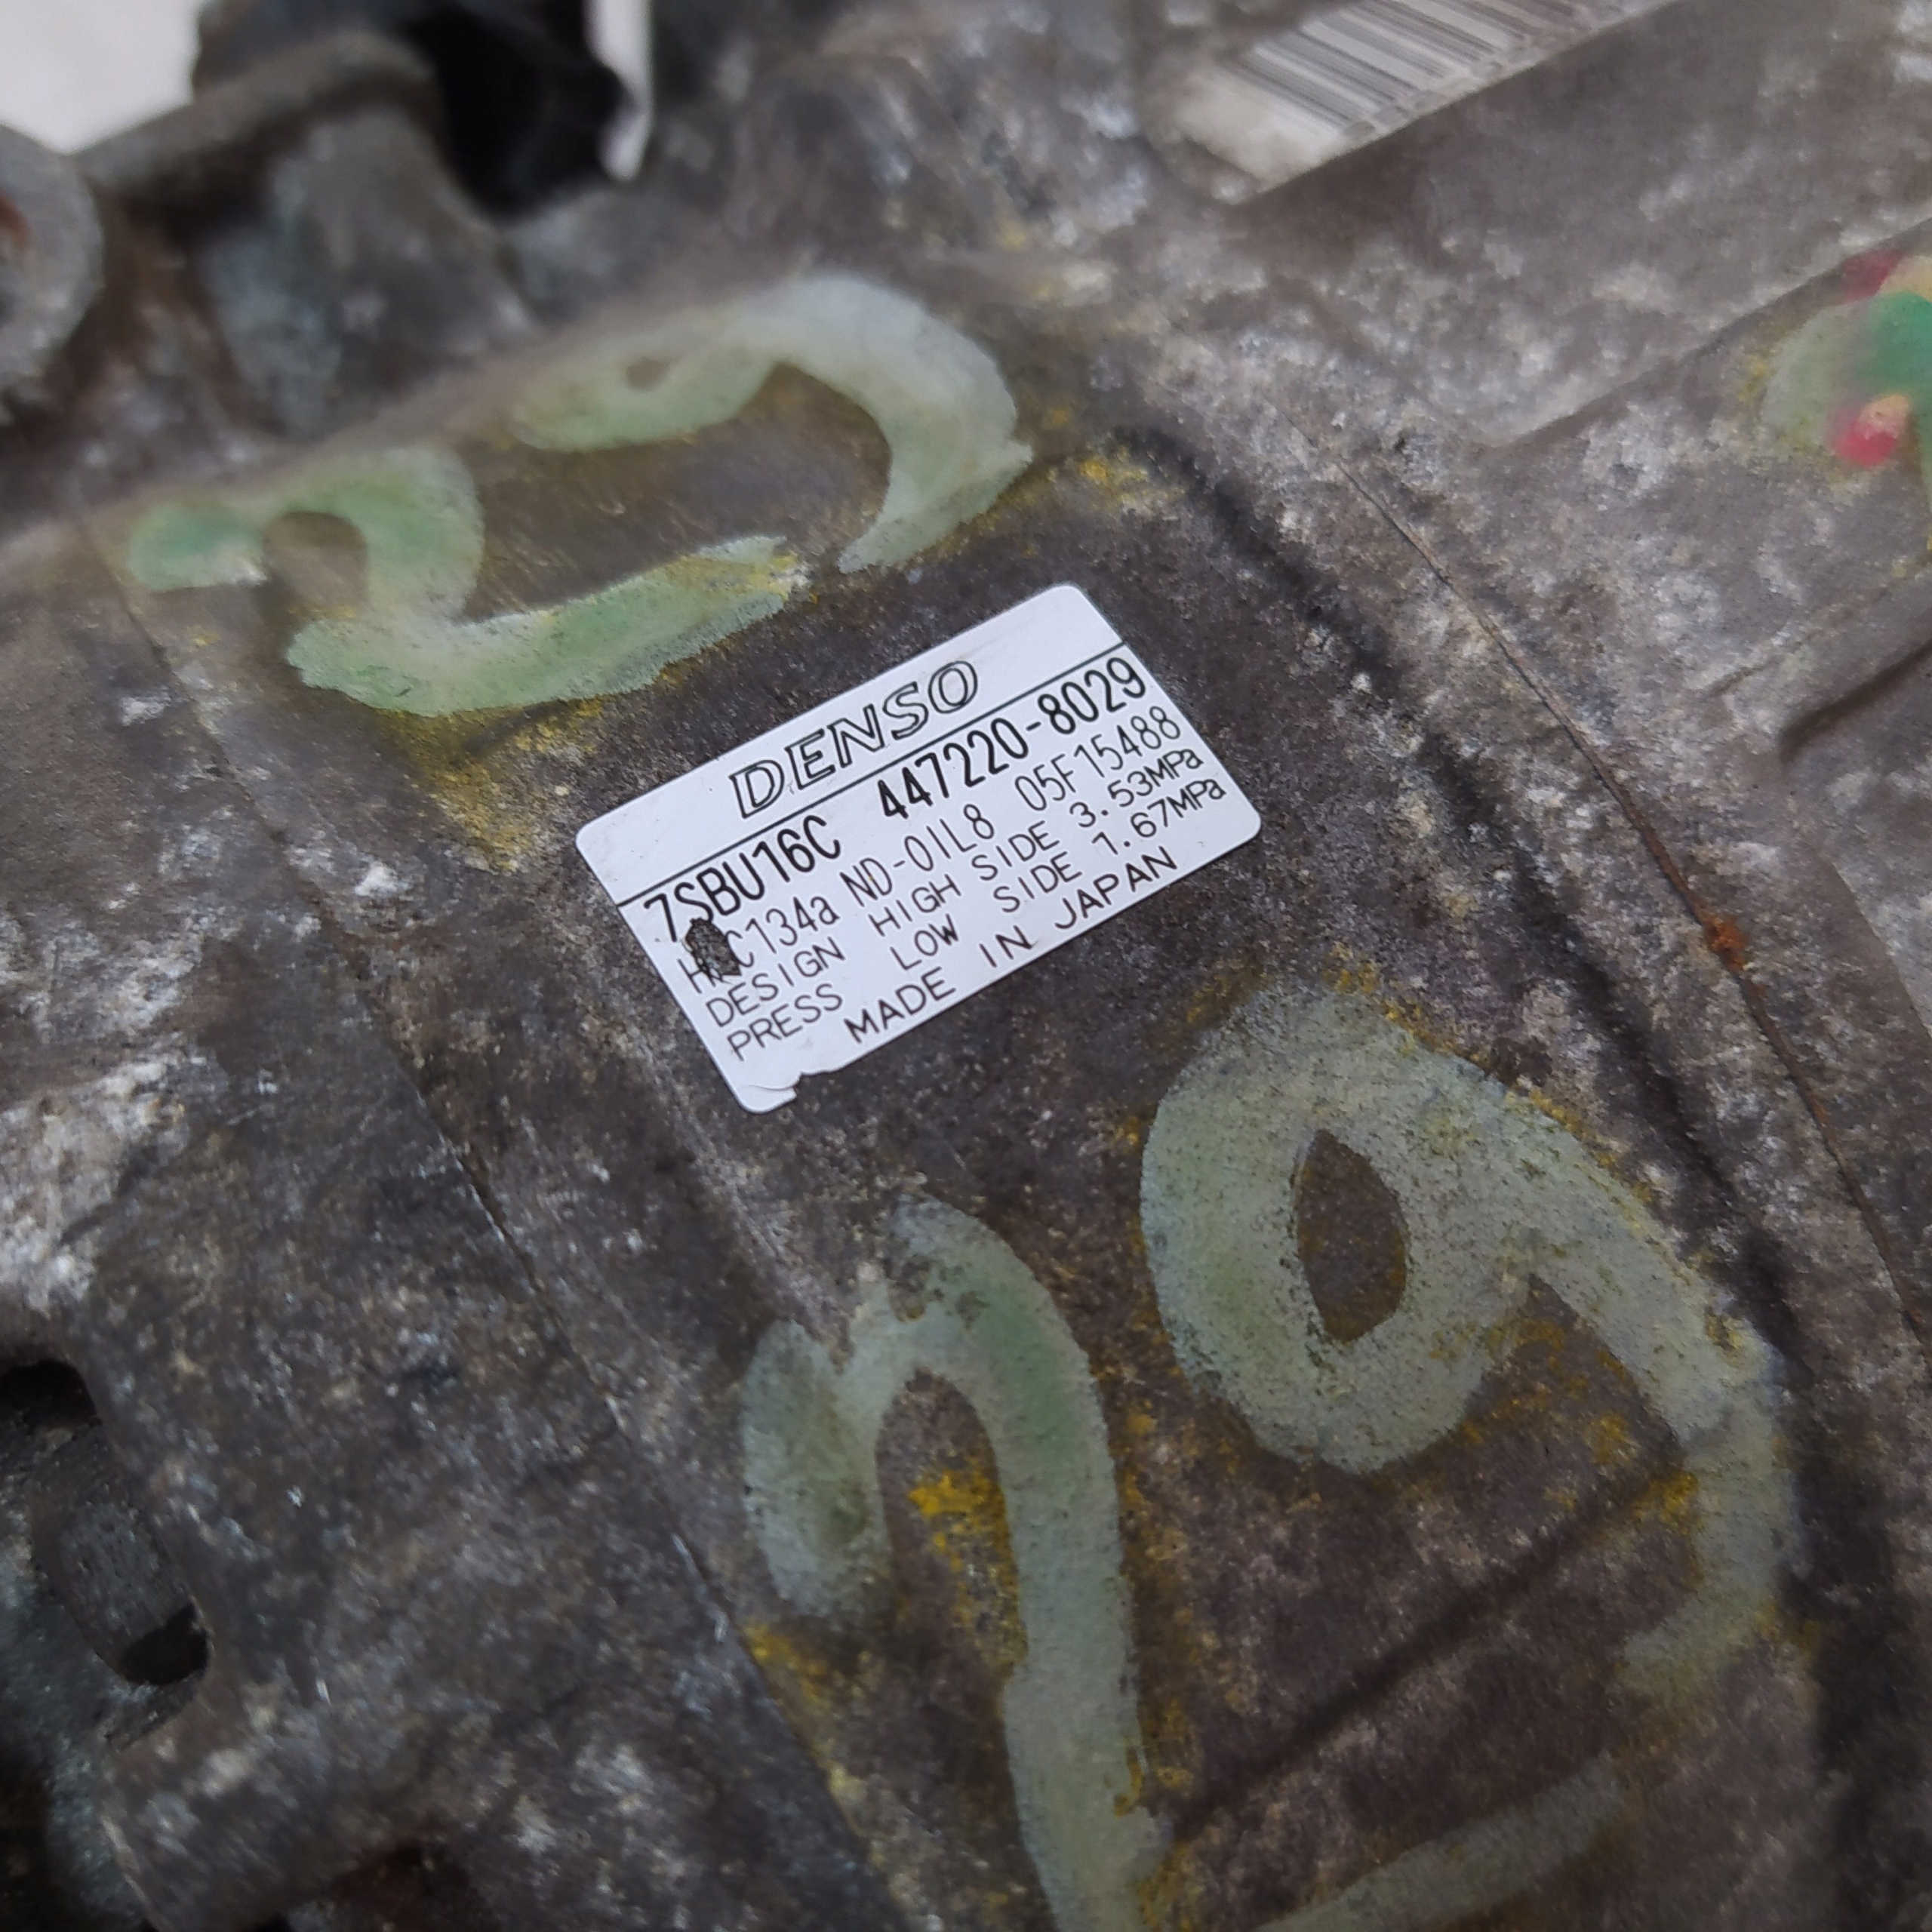 DENSO
7SBU16C 447220-8029
HFC134a ND-OIL8 05F15488
DESIGN HIGH SIDE 3.53MPa
PRESS LOW SIDE 1.67MPa
MADE IN JAPAN